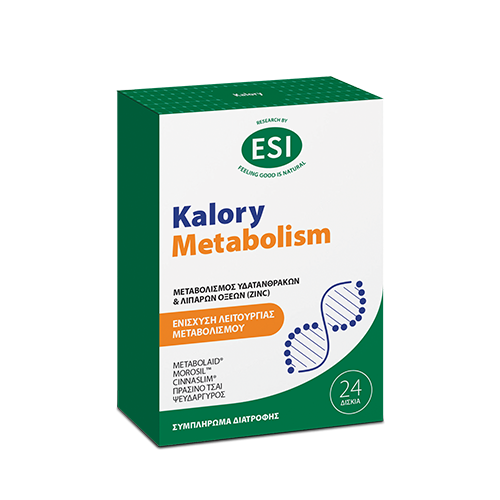 Kalory
RESEARCH BY
ESI
FEELING GOOD IS NATURAL
Kalory
Metabolism
ΜΕΤΑΒΟΛΙΣΜΟΣ ΥΔΑΤΑΝΘΡΑΚΩΝ
& ΛΙΠΑΡΩΝ ΟΞΕΩΝ (ZINC)
ΕΝΙΣΧΥΣΗ ΛΕΙΤΟΥΡΓΙΑΣ
ΜΕΤΑΒΟΛΙΣΜΟΥ
METABOLAID®
MOROSIL™
CINNASLIM®
ΠΡΑΣΙΝΟ ΤΣΑΙ
ΨΕΥΔΑΡΓΥΡΟΣ
24
ΔΙΣΚΙΑ
ΣΥΜΠΛΗΡΩΜΑ ΔΙΑΤΡΟΦΗΣ